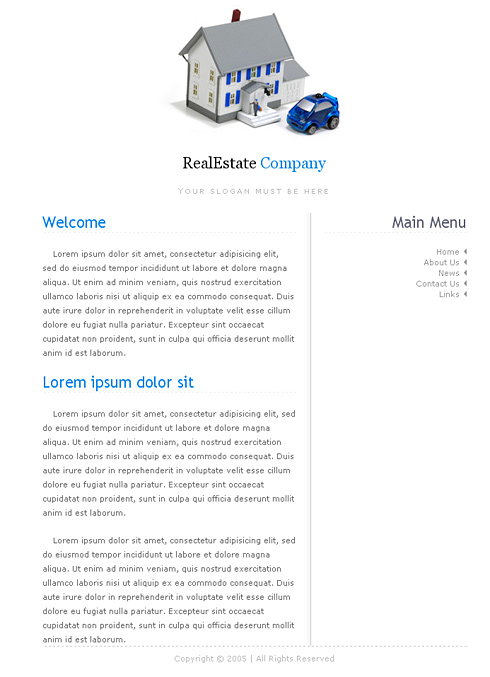 RealEstate Company
YOUR SLOGAN MUST BE HERE
Welcome
Lorem ipsum dolor sit amet, consectetur adipisicing elit,
sed do eiusmod tempor incididunt ut labore et dolore magna
aliqua. Ut enim ad minim veniam, quis nostrud exercitation
ullamco laboris nisi ut aliquip ex ea commodo consequat. Duis
aute irure dolor in reprehenderit in voluptate velit esse cillum
dolore eu fugiat nulla pariatur. Excepteur sint occaecat
cupidatat non proident, sunt in culpa qui officia deserunt mollit
anim id est laborum.
Lorem ipsum dolor sit
Lorem ipsum dolor sit amet, consectetur adipisicing elit,
sed do eiusmod tempor incididunt ut labore et dolore magna
aliqua. Ut enim ad minim veniam, quis nostrud exercitation
ullamco laboris nisi ut aliquip ex ea commodo consequat. Duis
aute irure dolor in reprehenderit in voluptate velit esse cillum
dolore eu fugiat nulla pariatur. Excepteur sint occaecat
cupidatat non proident, sunt in culpa qui officia deserunt mollit
anim id est laborum.
Lorem ipsum dolor sit amet, consectetur adipisicing elit,
sed do eiusmod tempor incididunt ut labore et dolore magna
aliqua. Ut enim ad minim veniam, quis nostrud exercitation
ullamco laboris nisi ut aliquip ex ea commodo consequat. Duis
aute irure dolor in reprehenderit in voluptate velit esse cillum
dolore eu fugiat nulla pariatur. Excepteur sint occaecat
cupidatat non proident, sunt in culpa qui officia deserunt mollit
anim id est laborum.
Main Menu
Home
About Us
News
Contact Us
Links
Copyright © 2005 | All Rights Reserved